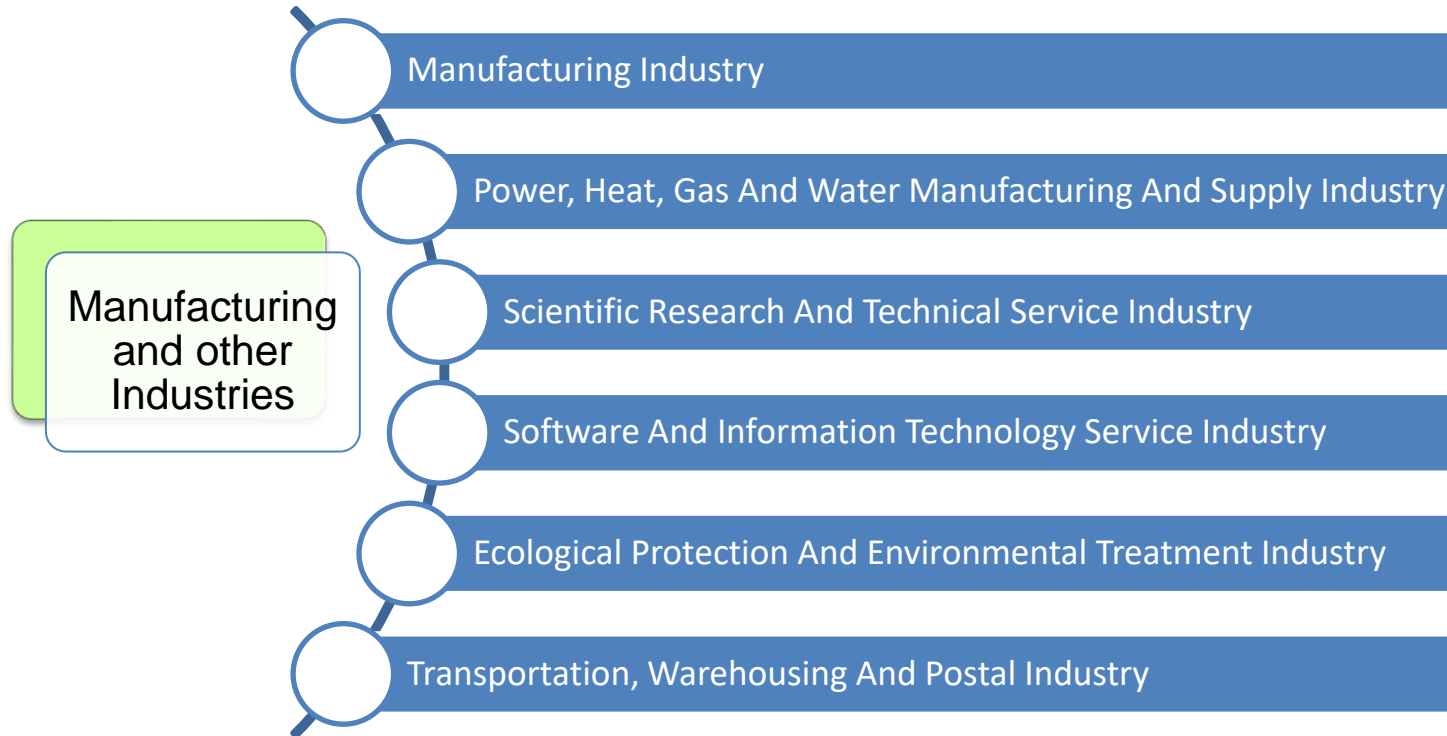 Manufacturing Industry
Power, Heat, Gas And Water Manufacturing And Supply Industry
Manufacturing
and other
Industries
Scientific Research And Technical Service Industry
Software And Information Technology Service Industry
Ecological Protection And Environmental Treatment Industry
Transportation, Warehousing And Postal Industry